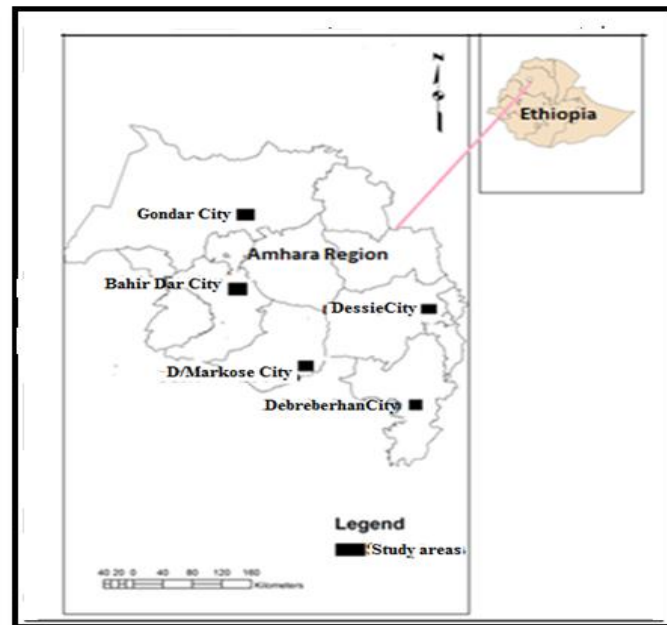 N
Ethiopia
Gondar City
Amhara Region
Bahir Dar City
DessieCity
D/Markose City
DebreberhanCity
Legend
Study areas
40 20 0 40 80 120 160
Kilometers